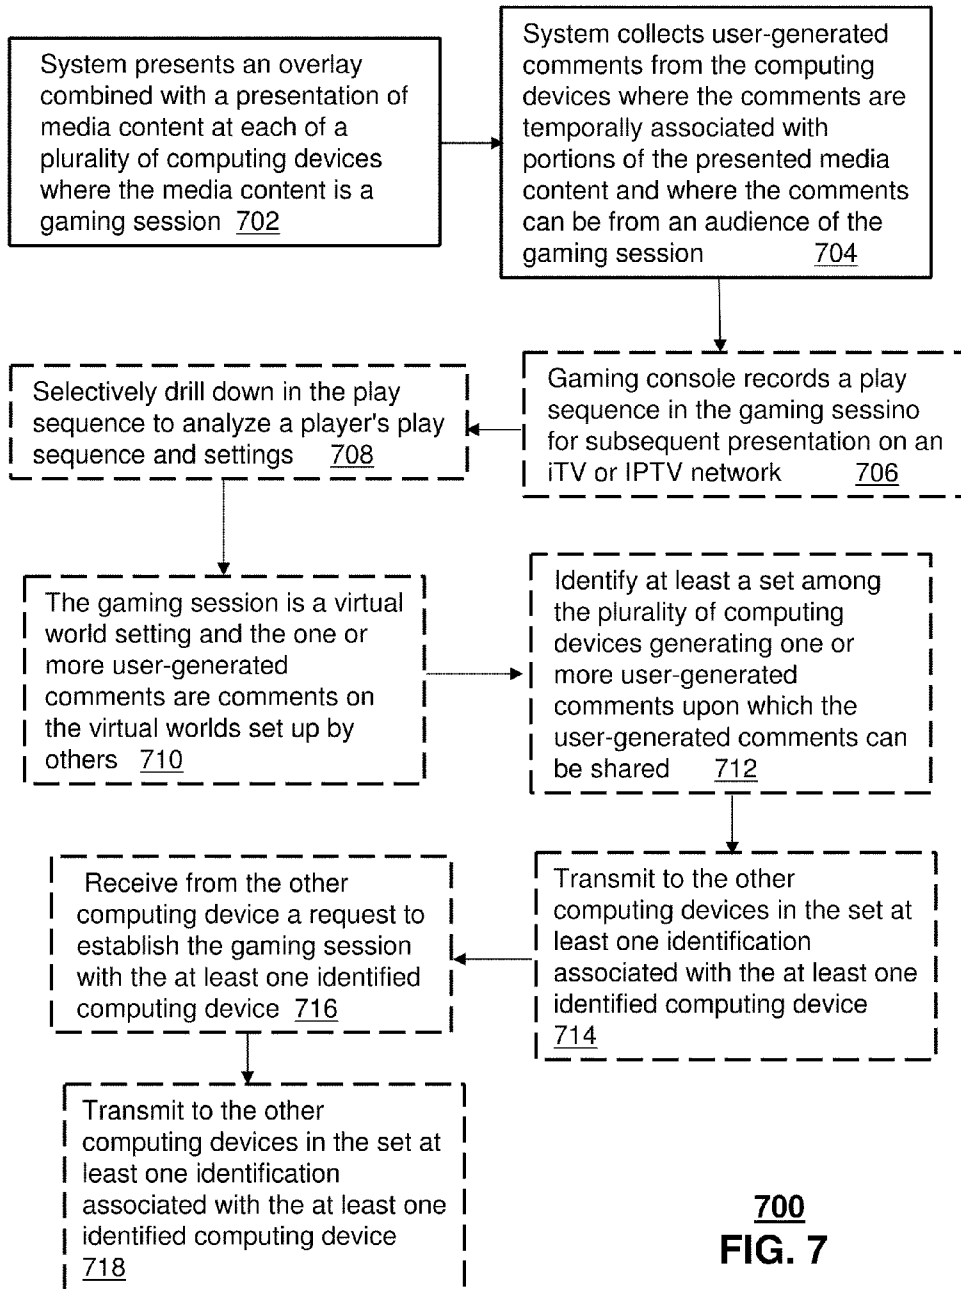 System presents an overlay
combined with a presentation of
media content at each of a
plurality of computing devices
where the media content is a
gaming session 702
System collects user-generated
comments from the computing
devices where the comments are
temporally associated with
portions of the presented media
content and where the comments
can be from an audience of the
gaming session 704
Gaming console records a play
sequence in the gaming sessino
for subsequent presentation on an
iTV or IPTV network 706
Selectively drill down in the play
sequence to analyze a player's play
sequence and settings 708
The gaming session is a virtual
world setting and the one or
more user-generated
comments are comments on
the virtual worlds set up by
others 710
Identify at least a set among
the plurality of computing
devices generating one or
more user-generated
comments upon which the
user-generated comments can
be shared 712
Transmit to the other
computing devices in the set at
least one identification
associated with the at least one
identified computing device
714
Receive from the other
computing device a request to
establish the gaming session
with the at least one identified
computing device 716
Transmit to the other
computing devices in the set at
least one identification
associated with the at least one
identified computing device
718
700
FIG. 7